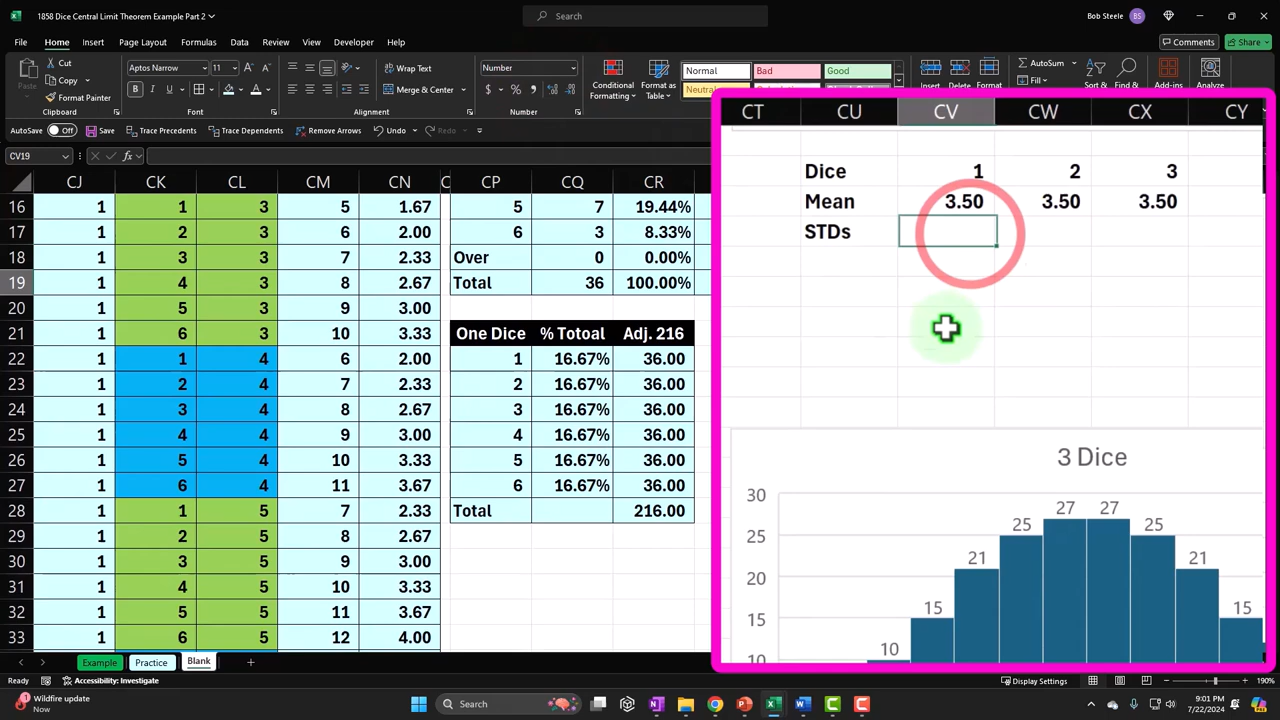 1858 Dice Central Limit Theorem Example Part 2
Search
Bob Steele BS
File Home Insert Page Layout Formulas Data Review View Developer Automate Help
Comments Share
Paste
Cut
Copy
Format Painter
Aptos Narrow 11
B I U
Wrap Text
Merge & Center
Number
$ % ,
Conditional Formatting
Format as Table
Normal Bad Good
Neutral
Insert Delete Format
AutoSum
Fill
Sort & Find &
Add-ins
Analyze
AutoSave Off Save Trace Precedents Trace Dependents Remove Arrows Undo
CV19 fx
CJ CK CL CM CN C CP CQ CR
16 1 1 3 5 1.67 5 7 19.44%
17 1 2 3 6 2.00 6 3 8.33%
18 1 3 3 7 2.33 Over 0 0.00%
19 1 4 3 8 2.67 Total 36 100.00%
20 1 5 3 9 3.00
21 1 6 3 10 3.33 One Dice % Totoal Adj. 216
22 1 1 4 6 2.00 1 16.67% 36.00
23 1 2 4 7 2.33 2 16.67% 36.00
24 1 3 4 8 2.67 3 16.67% 36.00
25 1 4 4 9 3.00 4 16.67% 36.00
26 1 5 4 10 3.33 5 16.67% 36.00
27 1 6 4 11 3.67 6 16.67% 36.00
28 1 1 5 7 2.33 Total 216.00
29 1 2 5 8 2.67
30 1 3 5 9 3.00
31 1 4 5 10 3.33
32 1 5 5 11 3.67
33 1 6 5 12 4.00
CT CU CV CW CX CY
Dice 1 2 3
Mean 3.50 3.50 3.50
STDs
3 Dice
30
25
20
15
10
10 15 21 25 27 27 25 21 15
Example Practice Blank
Ready Accessibility: Investigate Display Settings 190%
1 Wildfire update
Now
Search
9:01 PM
7/22/2024